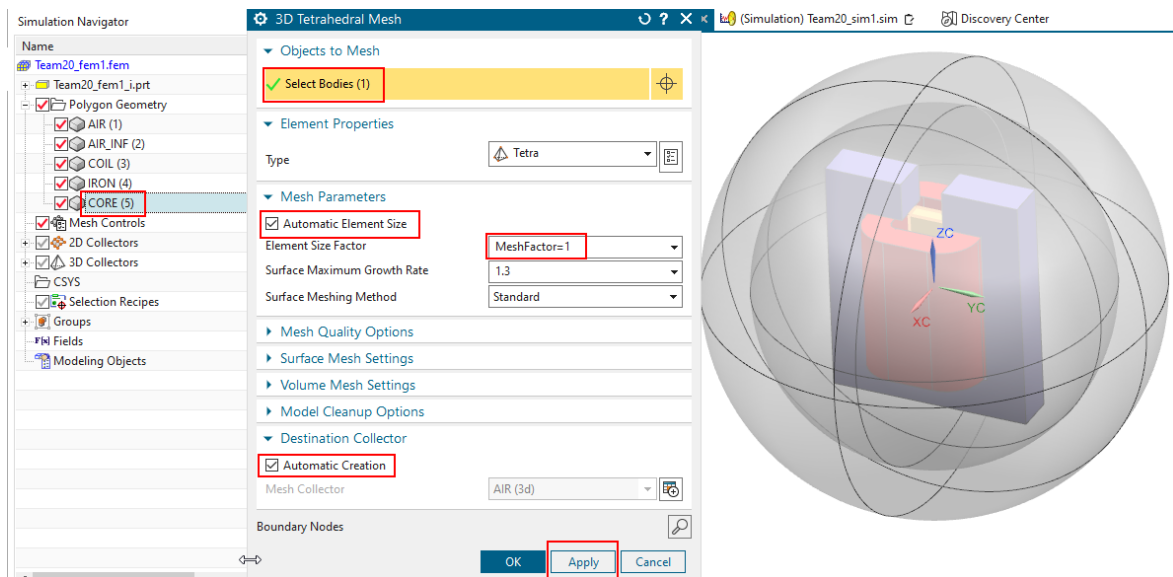 Simulation Navigator
Name
Team20_fem1.fem
Team20_fem1_i.prt
Polygon Geometry
AIR (1)
AIR_INF (2)
COIL (3)
IRON (4)
CORE (5)
Mesh Controls
2D Collectors
3D Collectors
CSYS
Selection Recipes
Groups
Fields
Modeling Objects
3D Tetrahedral Mesh
Objects to Mesh
Select Bodies (1)
Element Properties
Type
Tetra
Mesh Parameters
Automatic Element Size
Element Size Factor
MeshFactor=1
Surface Maximum Growth Rate
1.3
Surface Meshing Method
Standard
Mesh Quality Options
Surface Mesh Settings
Volume Mesh Settings
Model Cleanup Options
Destination Collector
Automatic Creation
Mesh Collector
AIR (3d)
Boundary Nodes
OK
Apply
Cancel
(Simulation) Team20_sim1.sim
Discovery Center
ZC
YC
XC